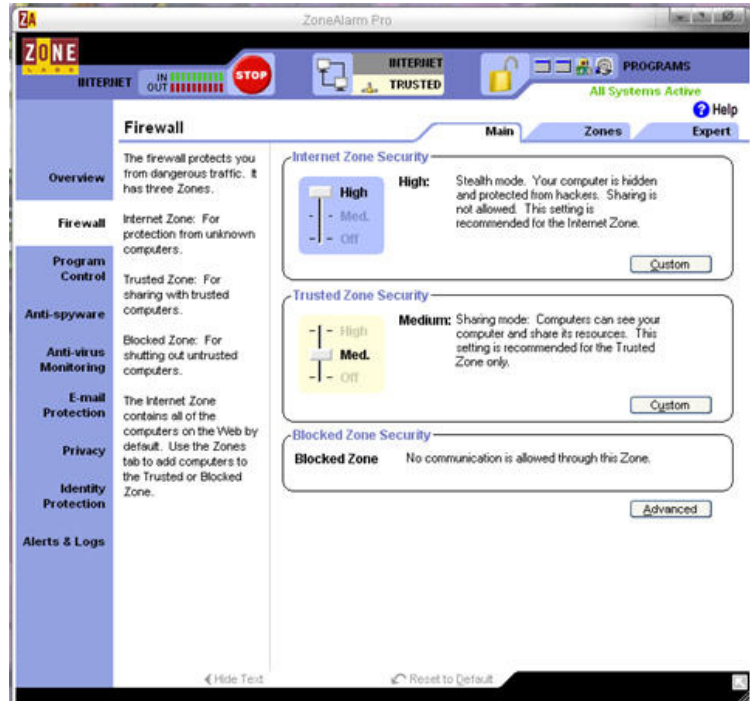 ZA
ZoneAlarm Pro
ZONE
LABS
INTERNET
IN
OUT
STOP
INTERNET
TRUSTED
PROGRAMS
All Systems Active
? Help
Firewall
Main
Zones
Expert
Overview
Firewall
Program
Control
Anti-spyware
Anti-virus
Monitoring
E-mail
Protection
Privacy
Identity
Protection
Alerts & Logs
The firewall protects you
from dangerous traffic. It
has three Zones.
Internet Zone: For
protection from unknown
computers.
Trusted Zone: For
sharing with trusted
computers.
Blocked Zone: For
shutting out untrusted
computers.
The Internet Zone
contains all of the
computers on the Web by
default. Use the Zones
tab to add computers to
the Trusted or Blocked
Zone.
Internet Zone Security
High
Med.
Off
High:
Stealth mode. Your computer is hidden
and protected from hackers. Sharing is
not allowed. This setting is
recommended for the Internet Zone.
Custom
Trusted Zone Security
High
Med.
Off
Medium:
Sharing mode: Computers can see your
computer and share its resources. This
setting is recommended for the Trusted
Zone only.
Custom
Blocked Zone Security
Blocked Zone
No communication is allowed through this Zone.
Advanced
Hide Text
Reset to Default